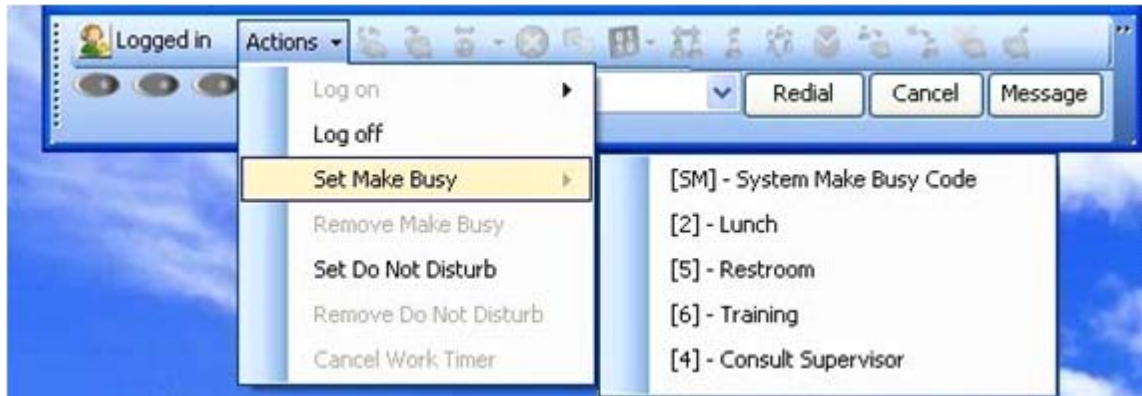 Logged in Actions
Redial Cancel Message
Log on
Log off
Set Make Busy
Remove Make Busy
Set Do Not Disturb
Remove Do Not Disturb
Cancel Work Timer
[SM] - System Make Busy Code
[2] - Lunch
[5] - Restroom
[6] - Training
[4] - Consult Supervisor